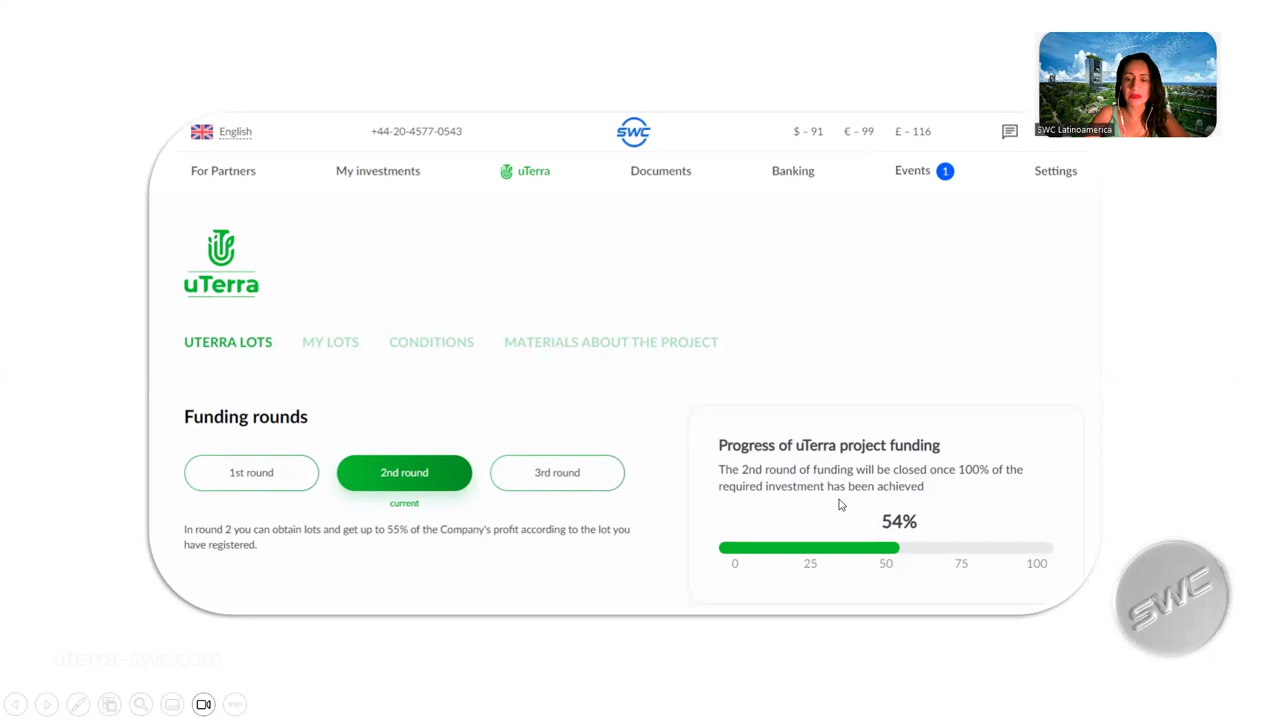 SWC Latinoamerica
English
+44-20-4577-0543
SWC
$ – 91 € – 99 £ – 116
For Partners
My investments
uTerra
Documents
Banking
Events 1
Settings
uTerra
UTERRA LOTS
MY LOTS
CONDITIONS
MATERIALS ABOUT THE PROJECT
Funding rounds
1st round
2nd round
3rd round
current
In round 2 you can obtain lots and get up to 55% of the Company's profit according to the lot you
have registered.
Progress of uTerra project funding
The 2nd round of funding will be closed once 100% of the
required investment has been achieved
54%
0 25 50 75 100
SWC
uterra-swc.com